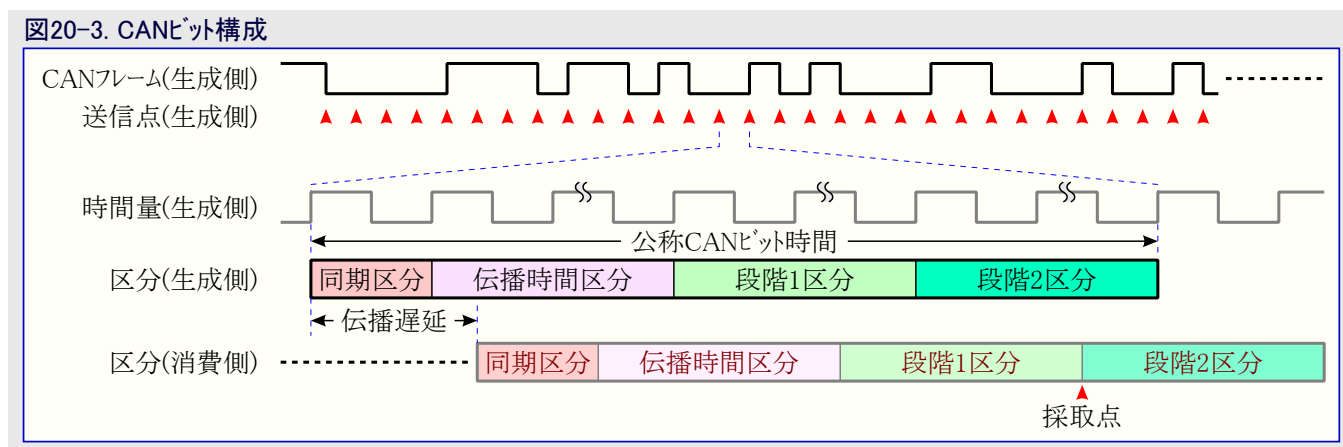 図20-3. CANﾋﾞｯﾄ構成
CANﾌﾚｰﾑ(生成側)
送信点(生成側)
時間量(生成側)
公称CANﾋﾞｯﾄ時間
区分(生成側) 同期区分 伝播時間区分 段階1区分 段階2区分
伝播遅延
区分(消費側) 同期区分 伝播時間区分 段階1区分 段階2区分
採取点